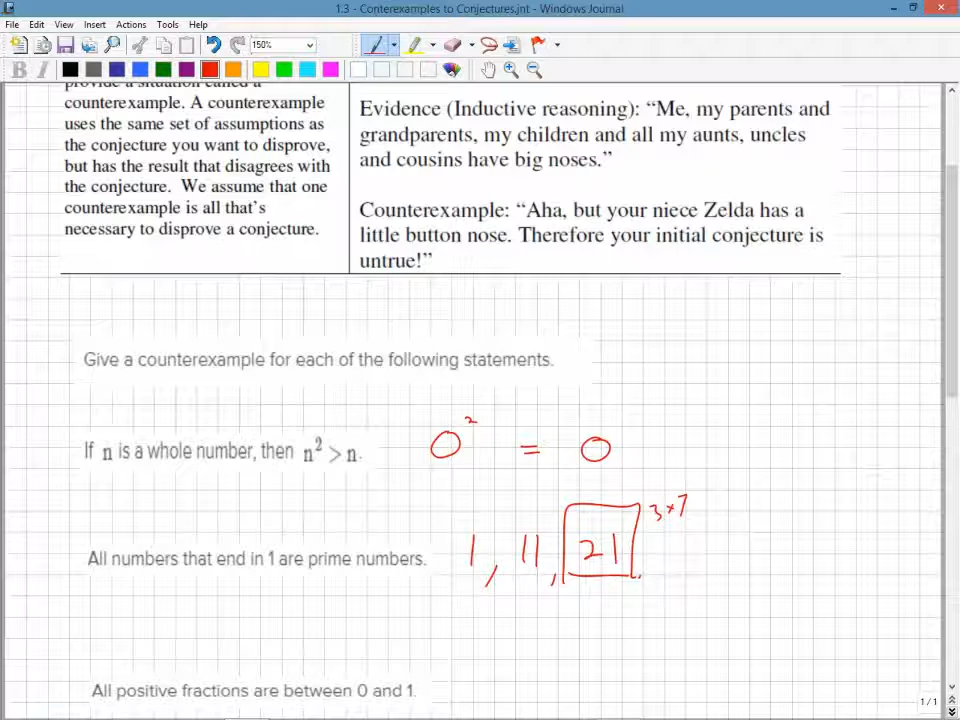 1.3 - Conterexamples to Conjectures.jnt - Windows Journal
File Edit View Insert Actions Tools Help
150%
B I
provide a situation called a
counterexample. A counterexample
uses the same set of assumptions as
the conjecture you want to disprove,
but has the result that disagrees with
the conjecture. We assume that one
counterexample is all that's
necessary to disprove a conjecture.
Evidence (Inductive reasoning): “Me, my parents and
grandparents, my children and all my aunts, uncles
and cousins have big noses.”
Counterexample: “Aha, but your niece Zelda has a
little button nose. Therefore your initial conjecture is
untrue!”
Give a counterexample for each of the following statements.
If n is a whole number, then n² > n. 0² = 0
All numbers that end in 1 are prime numbers. 1, 11, 21. 3×7
All positive fractions are between 0 and 1.
1 / 1